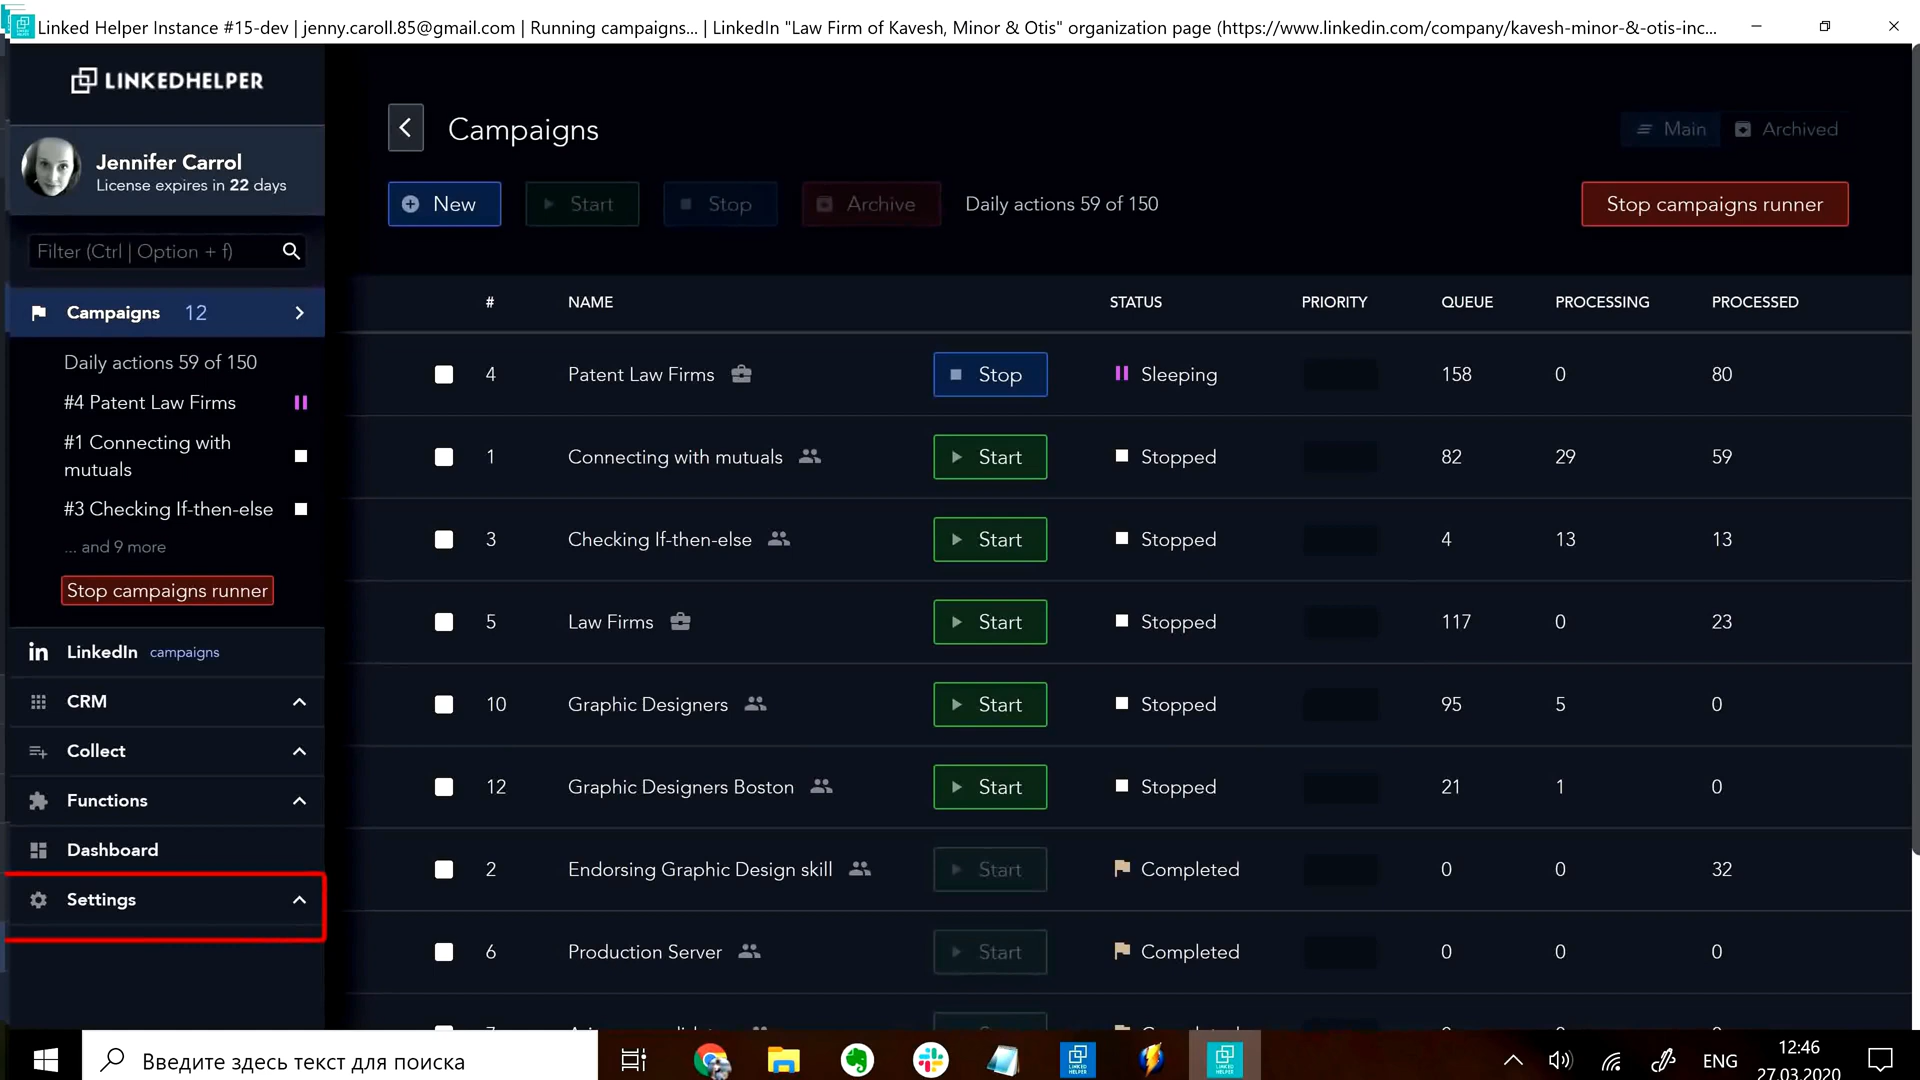 Linked Helper Instance #15-dev | jenny.caroll.85@gmail.com | Running campaigns... | LinkedIn "Law Firm of Kavesh, Minor & Otis" organization page (https://www.linkedin.com/company/kavesh-minor-&-otis-inc...
LINKEDHELPER
Jennifer Carrol
License expires in 22 days
Filter (Ctrl | Option + f)
Campaigns 12
Daily actions 59 of 150
#4 Patent Law Firms
#1 Connecting with
mutuals
#3 Checking If-then-else
... and 9 more
Stop campaigns runner
in LinkedIn campaigns
CRM
Collect
Functions
Dashboard
Settings
Campaigns
Main Archived
New Start Stop Archive Daily actions 59 of 150 Stop campaigns runner
# NAME STATUS PRIORITY QUEUE PROCESSING PROCESSED
4 Patent Law Firms Stop Sleeping 158 0 80
1 Connecting with mutuals Start Stopped 82 29 59
3 Checking If-then-else Start Stopped 4 13 13
5 Law Firms Start Stopped 117 0 23
10 Graphic Designers Start Stopped 95 5 0
12 Graphic Designers Boston Start Stopped 21 1 0
2 Endorsing Graphic Design skill Start Completed 0 0 32
6 Production Server Start Completed 0 0 0
Введите здесь текст для поиска
LINKED HELPER
LINKED HELPER
ENG
12:46
27.03.2020